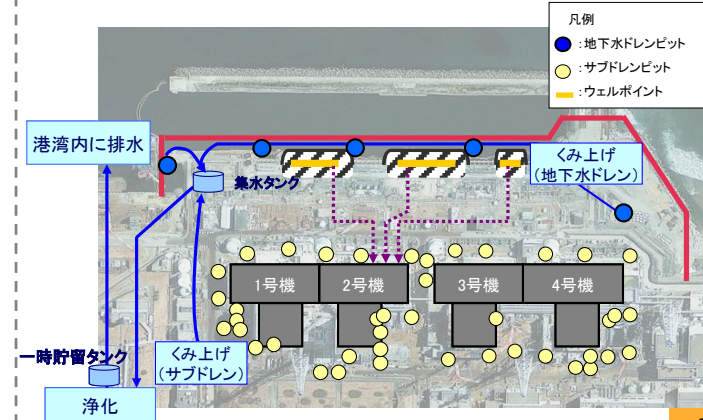 凡例
：地下水ドレンピット
：サブドレンピット
：ウェルポイント
港湾内に排水
集水タンク
くみ上げ
（地下水ドレン）
1号機
2号機
3号機
4号機
一時貯留タンク
くみ上げ
（サブドレン）
浄化